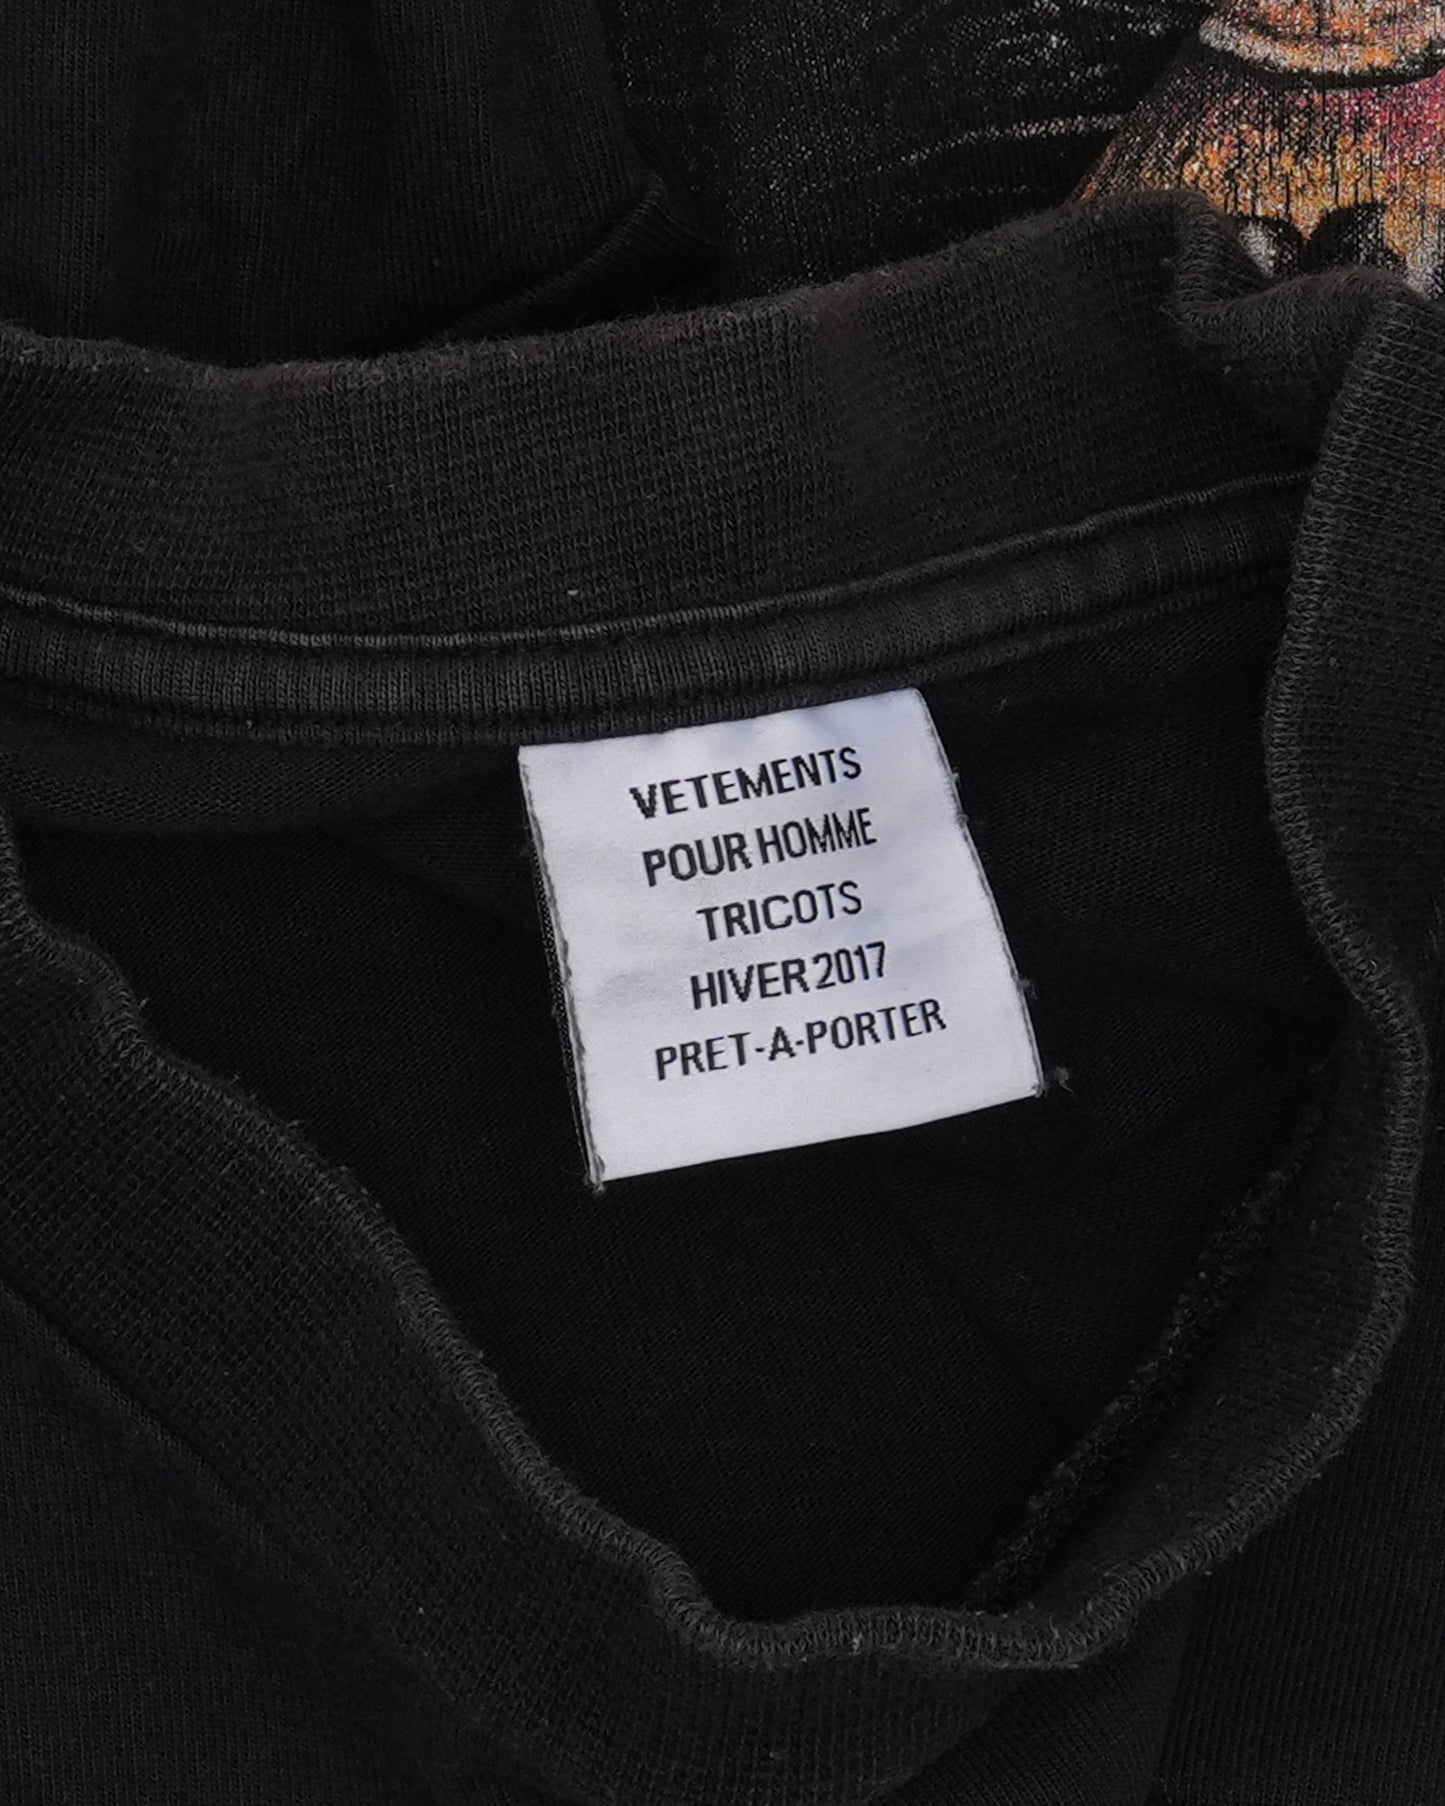 VETEMENTS
POUR HOMME
TRICOTS
HIVER 2017
PRET-A-PORTER